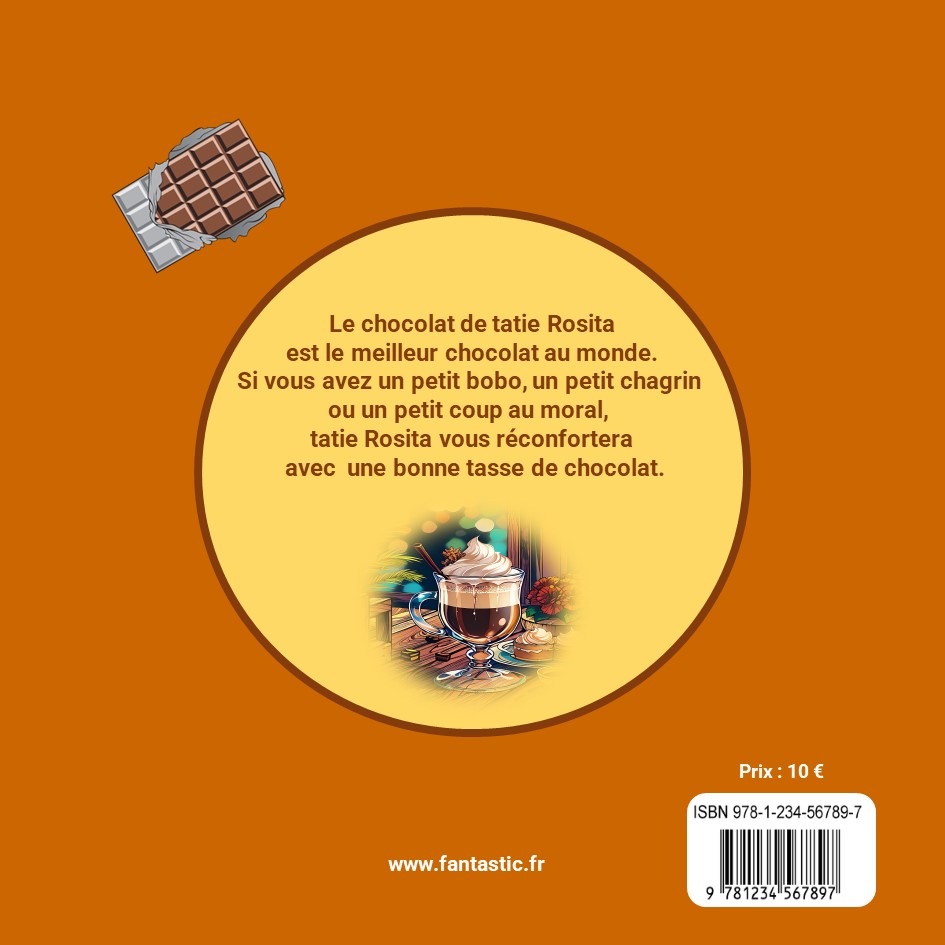 Le chocolat de tatie Rosita
est le meilleur chocolat au monde.
Si vous avez un petit bobo, un petit chagrin
ou un petit coup au moral,
tatie Rosita vous réconfortera
avec une bonne tasse de chocolat.
Prix : 10 €
ISBN 978-1-234-56789-7
9 781234 567897
www.fantastic.fr